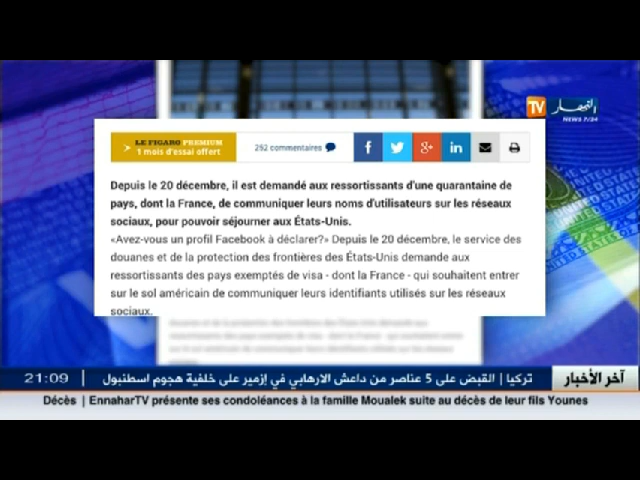 TV النهار
NEWS 7/24
LE FIGARO PREMIUM
1 mois d'essai offert
292 commentaires
Depuis le 20 décembre, il est demandé aux ressortissants d'une quarantaine de
pays, dont la France, de communiquer leurs noms d'utilisateurs sur les réseaux
sociaux, pour pouvoir séjourner aux États-Unis.
«Avez-vous un profil Facebook à déclarer?» Depuis le 20 décembre, le service des
douanes et de la protection des frontières des États-Unis demande aux
ressortissants des pays exemptés de visa - dont la France - qui souhaitent entrer
sur le sol américain de communiquer leurs identifiants utilisés sur les réseaux
sociaux.
21:09
تركيا | القبض على 5 عناصر من داعش الارهابي في إزمير على خلفية هجوم اسطنبول
آخر الأخبار
Décès | EnnaharTV présente ses condoléances à la famille Moualek suite au décès de leur fils Younes